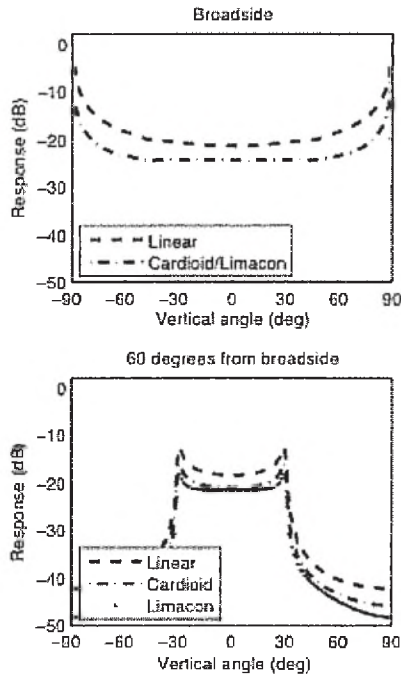 Broadside
0
−10
−20
−30
−40
−50
Response (dB)
Linear
Cardioid/Limacon
−90 −60 −30 0 30 60 90
Vertical angle (deg)
60 degrees from broadside
0
−10
−20
−30
−40
−50
Response (dB)
Linear
Cardioid
Limacon
−90 −60 −30 0 30 60 90
Vertical angle (deg)